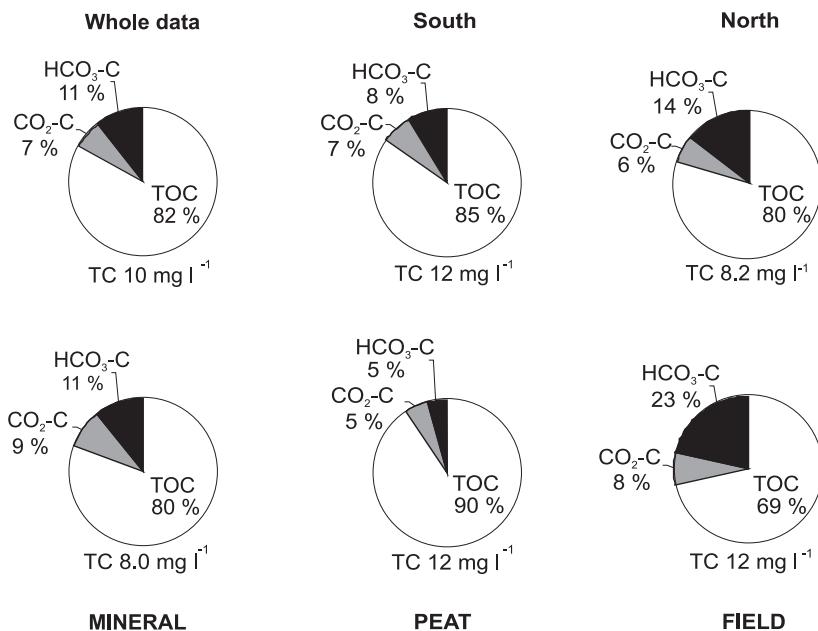 Whole data
HCO₃-C
11 %
CO₂-C
7 %
TOC
82 %
TC 10 mg l⁻¹
South
HCO₃-C
8 %
CO₂-C
7 %
TOC
85 %
TC 12 mg l⁻¹
North
HCO₃-C
14 %
CO₂-C
6 %
TOC
80 %
TC 8.2 mg l⁻¹
HCO₃-C
11 %
CO₂-C
9 %
TOC
80 %
TC 8.0 mg l⁻¹
MINERAL
HCO₃-C
5 %
CO₂-C
5 %
TOC
90 %
TC 12 mg l⁻¹
PEAT
HCO₃-C
23 %
CO₂-C
8 %
TOC
69 %
TC 12 mg l⁻¹
FIELD